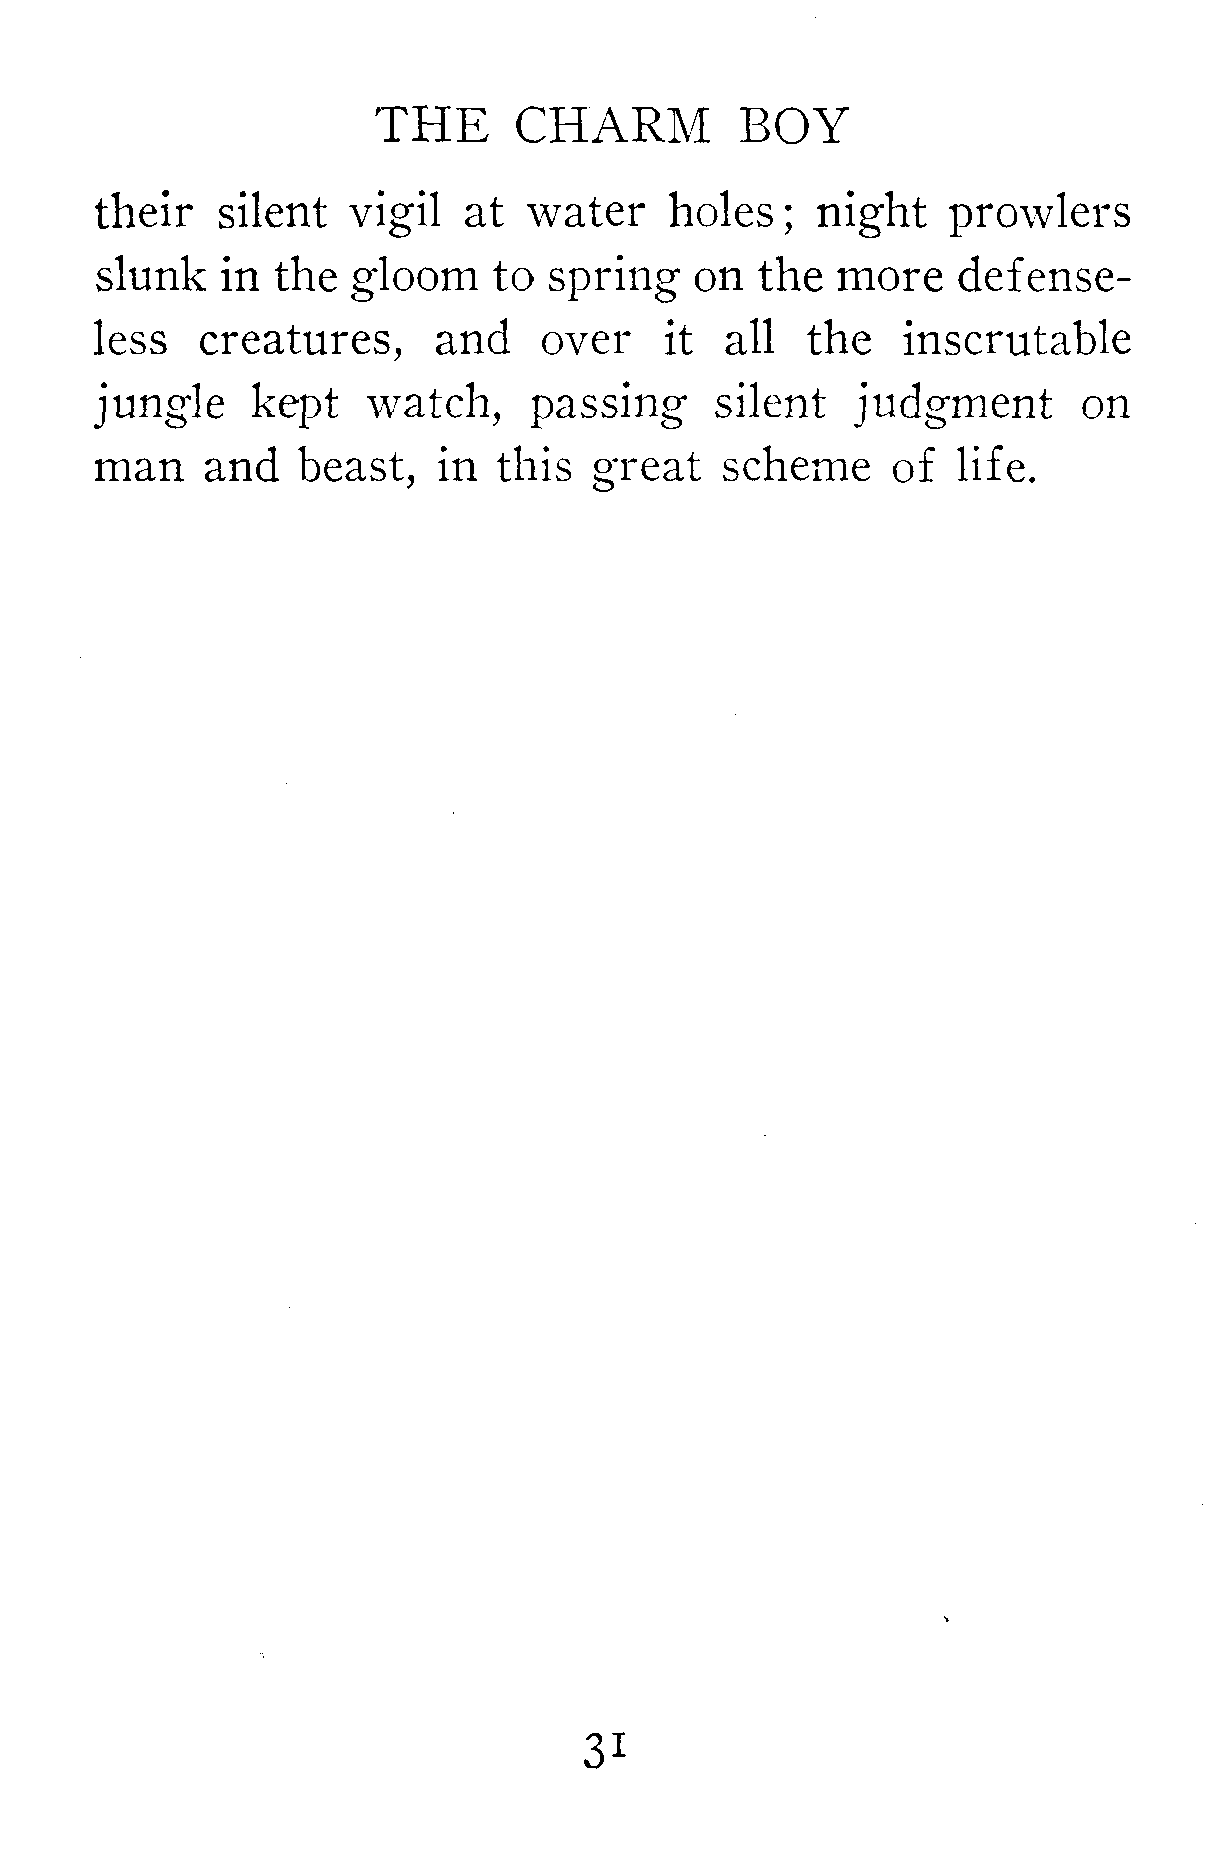 THE CHARM BOY
their silent vigil at water holes; night prowlers
slunk in the gloom to spring on the more defense-
less creatures, and over it all the inscrutable
jungle kept watch, passing silent judgment on
man and beast, in this great scheme of life.
31